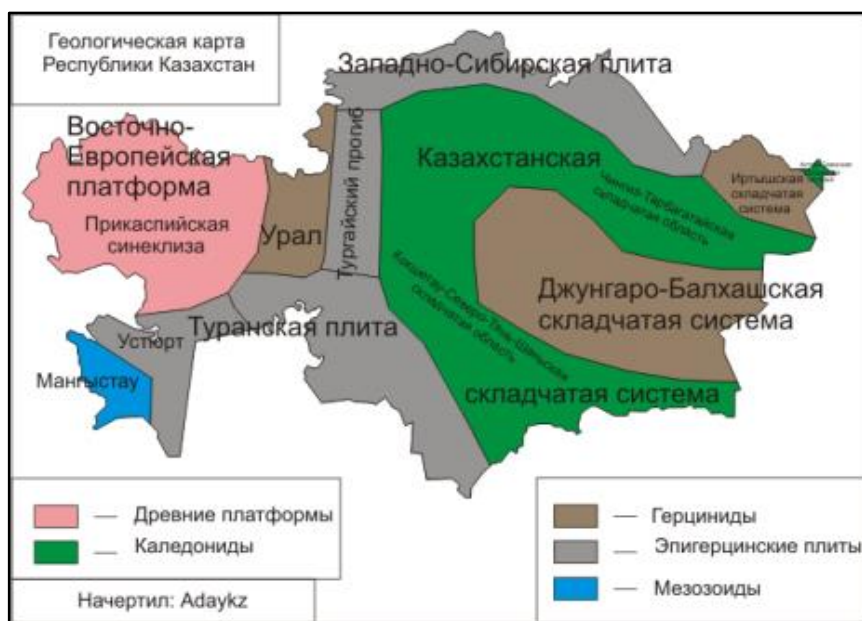 Геологическая карта
Республики Казахстан
Западно-Сибирская плита
Восточно-
Европейская
платформа
Прикаспийская
синеклиза
Урал
Тургайский прогиб
Казахстанская
Чингиз-Тарбагатайская
складчатая область
Иртышская
складчатая
система
Джунгаро-Балхашская
складчатая система
Кокшетау-Северо-Тянь-Шаньская
складчатая область
Туранская плита
Устюрт
Мангыстау
складчатая система
— Древние платформы
— Каледониды
Начертил: Adaykz
— Герциниды
— Эпигерцинские плиты
— Мезозоиды